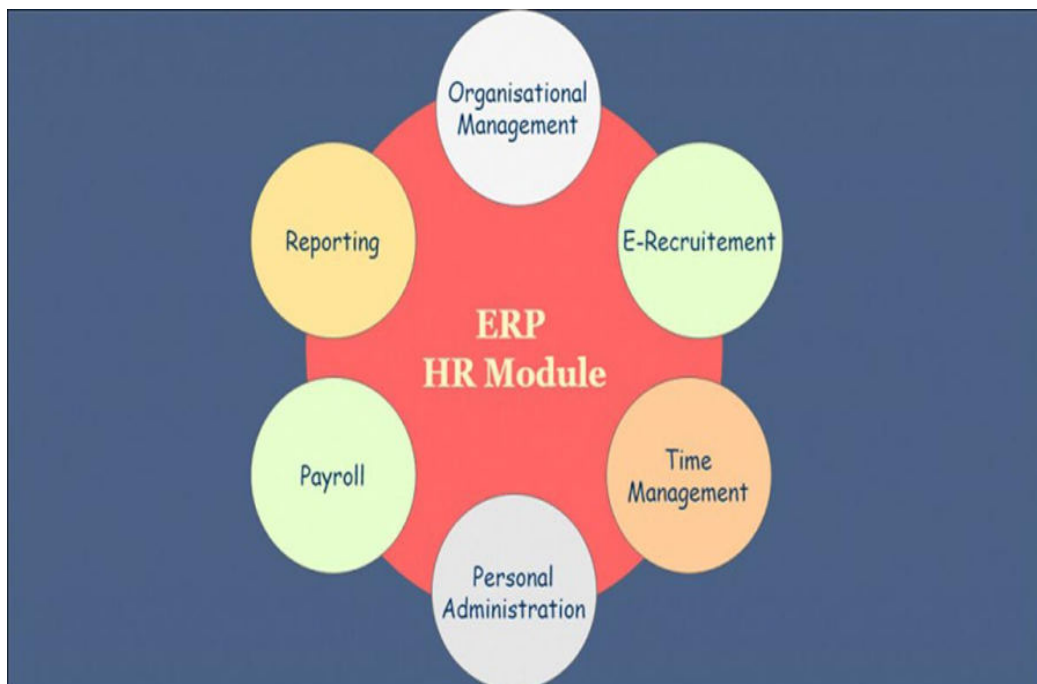 Organisational
Management
E-Recruitement
Time
Management
Personal
Administration
Payroll
Reporting
ERP
HR Module